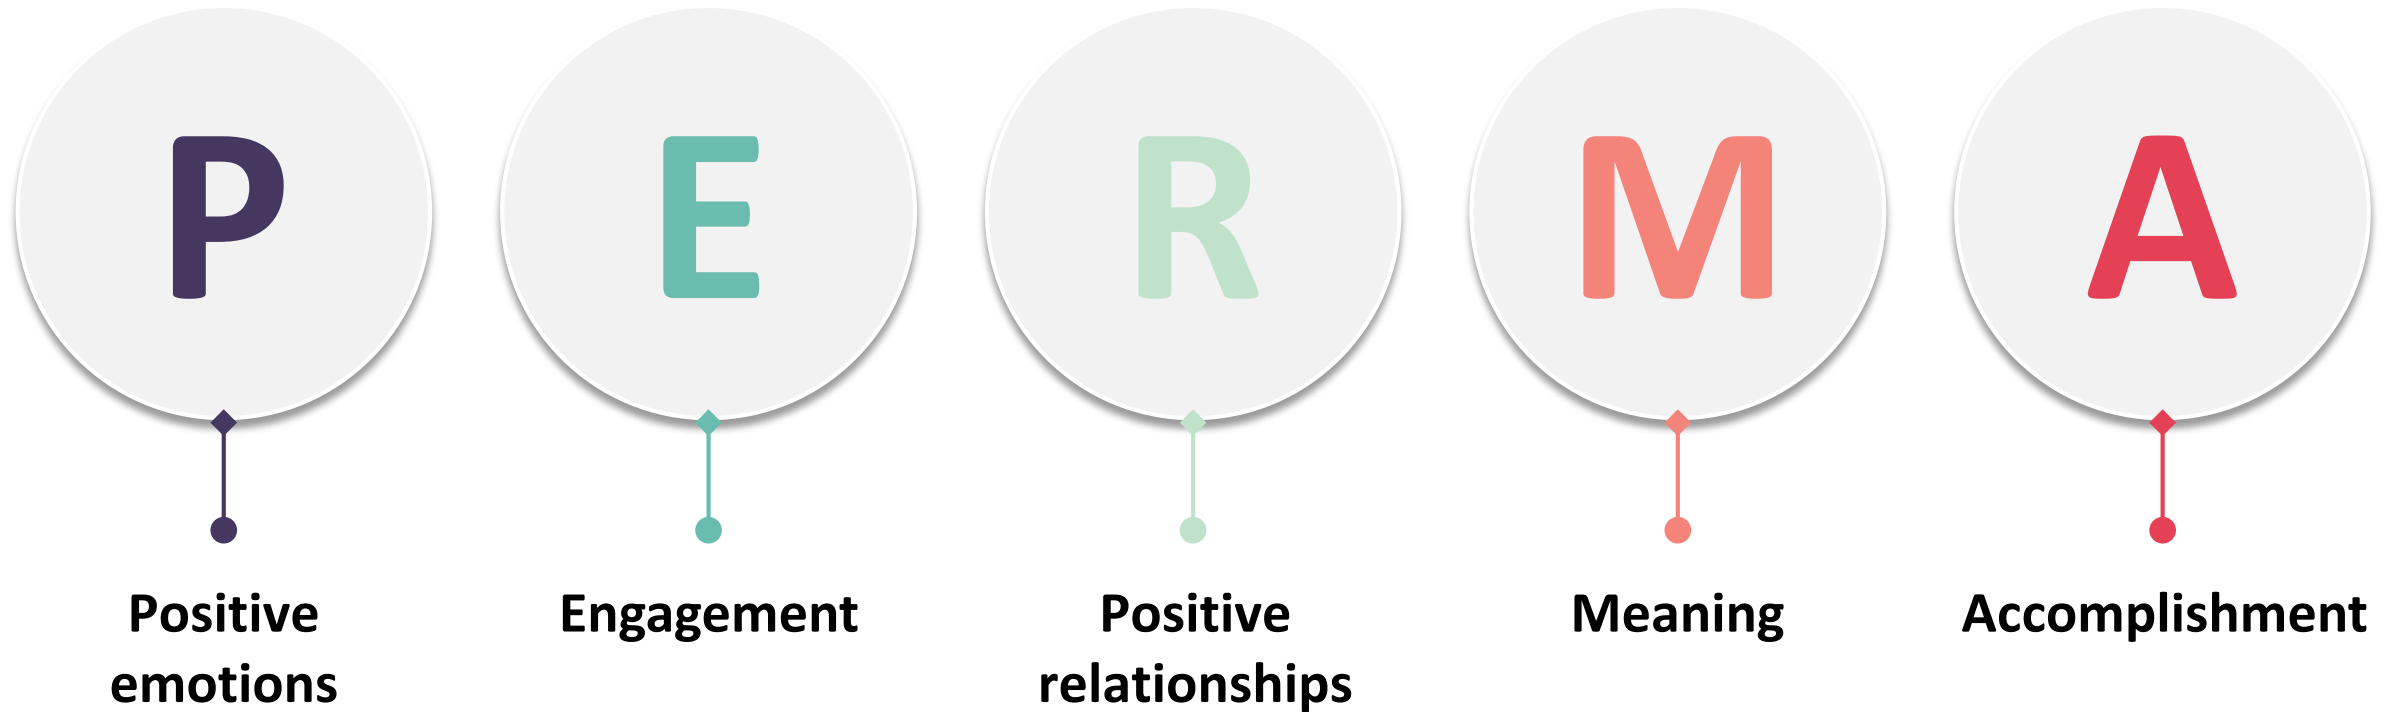 P E R M A
Positive emotions
Engagement
Positive relationships
Meaning
Accomplishment